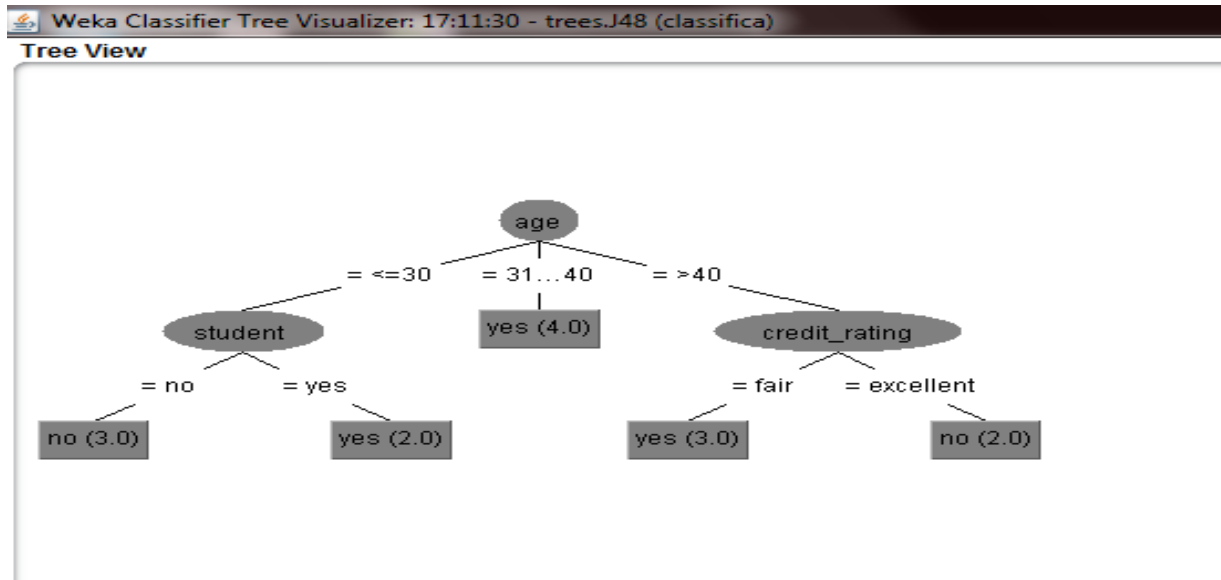 Weka Classifier Tree Visualizer: 17:11:30 - trees.J48 (classifica)
Tree View
age
= <=30 = 31...40 = >40
student yes (4.0) credit_rating
= no = yes = fair = excellent
no (3.0) yes (2.0) yes (3.0) no (2.0)